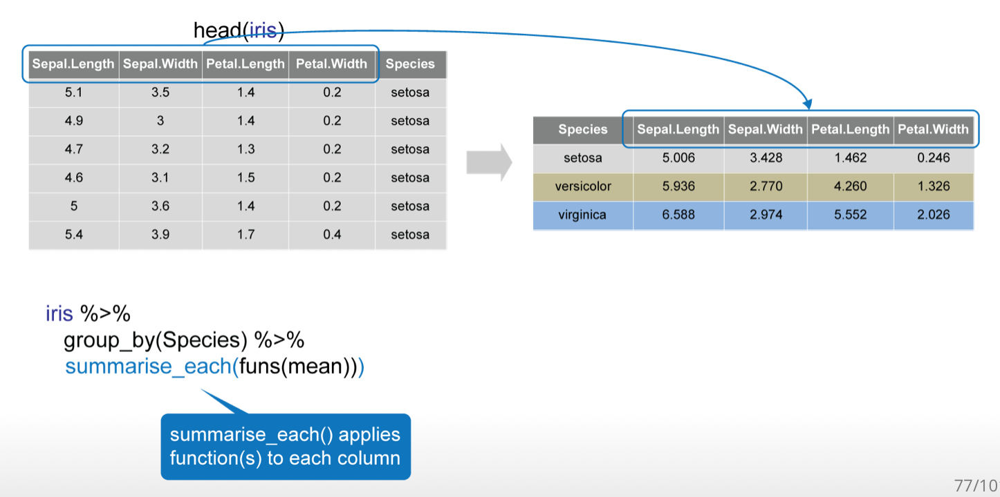 head(iris)
Sepal.Length Sepal.Width Petal.Length Petal.Width Species
5.1 3.5 1.4 0.2 setosa
4.9 3 1.4 0.2 setosa
4.7 3.2 1.3 0.2 setosa
4.6 3.1 1.5 0.2 setosa
5 3.6 1.4 0.2 setosa
5.4 3.9 1.7 0.4 setosa
Species Sepal.Length Sepal.Width Petal.Length Petal.Width
setosa 5.006 3.428 1.462 0.246
versicolor 5.936 2.770 4.260 1.326
virginica 6.588 2.974 5.552 2.026
iris %>%
group_by(Species) %>%
summarise_each(funs(mean)))
summarise_each() applies
function(s) to each column
77/10